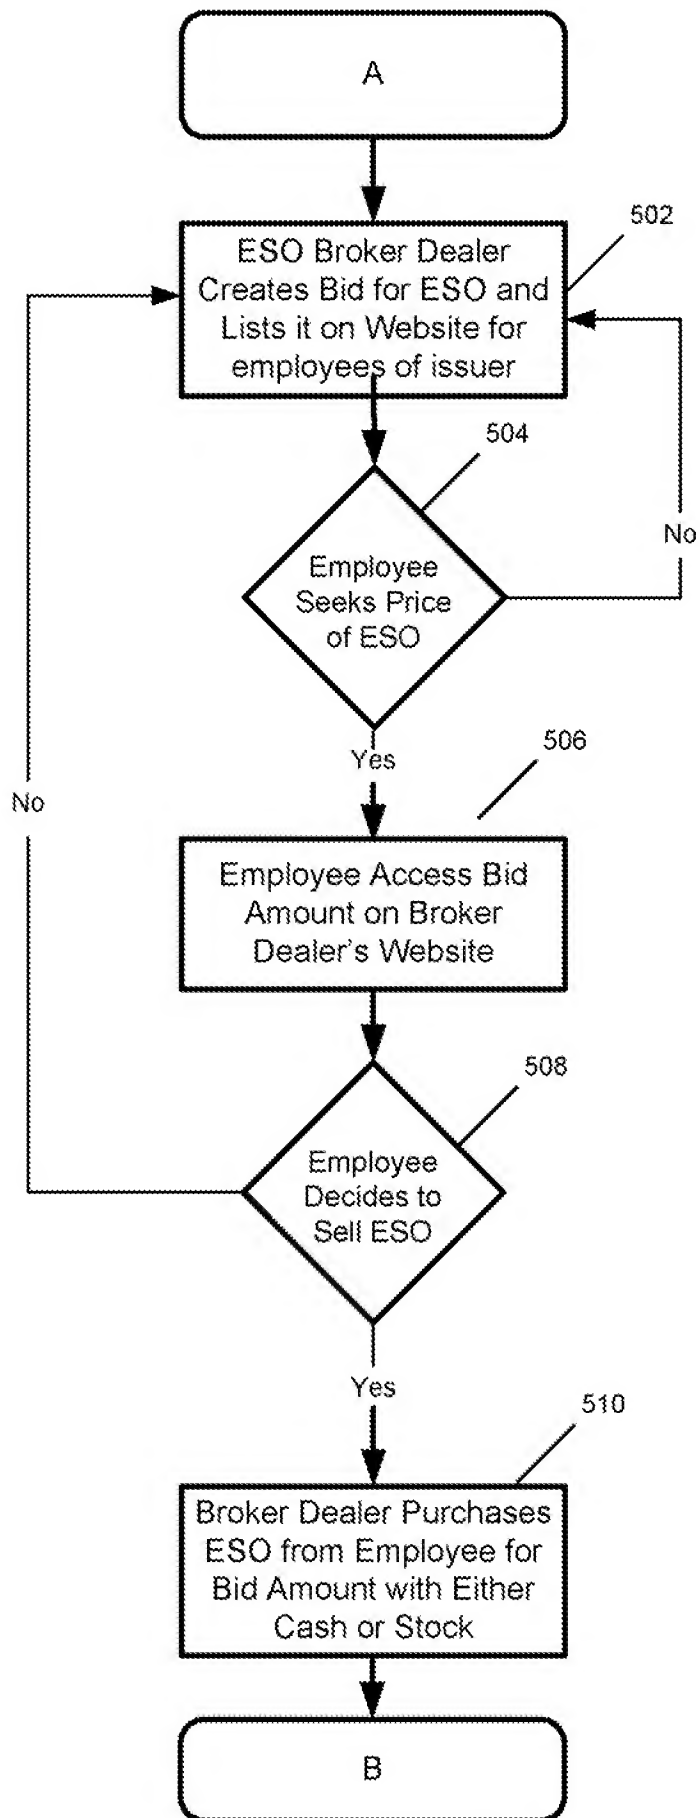 A
502
ESO Broker Dealer
Creates Bid for ESO and
Lists it on Website for
employees of issuer
504
No
Employee
Seeks Price
of ESO
Yes
506
No
Employee Access Bid
Amount on Broker
Dealer's Website
508
Employee
Decides to
Sell ESO
Yes
510
Broker Dealer Purchases
ESO from Employee for
Bid Amount with Either
Cash or Stock
B